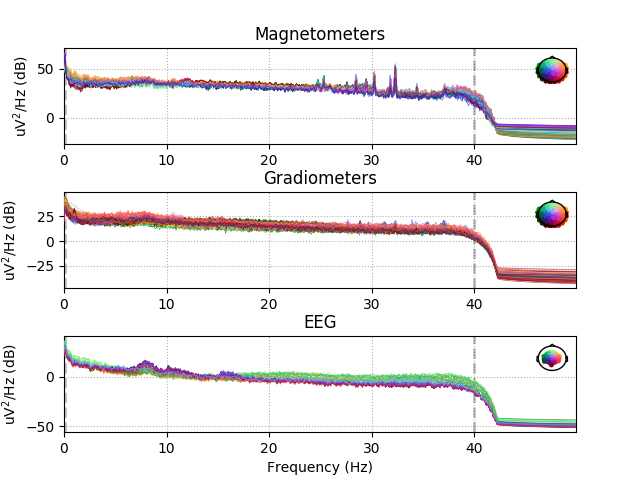 Magnetometers
uV²/Hz (dB)
50
0
0 10 20 30 40
Gradiometers
uV²/Hz (dB)
25
0
−25
0 10 20 30 40
EEG
uV²/Hz (dB)
0
−50
0 10 20 30 40
Frequency (Hz)